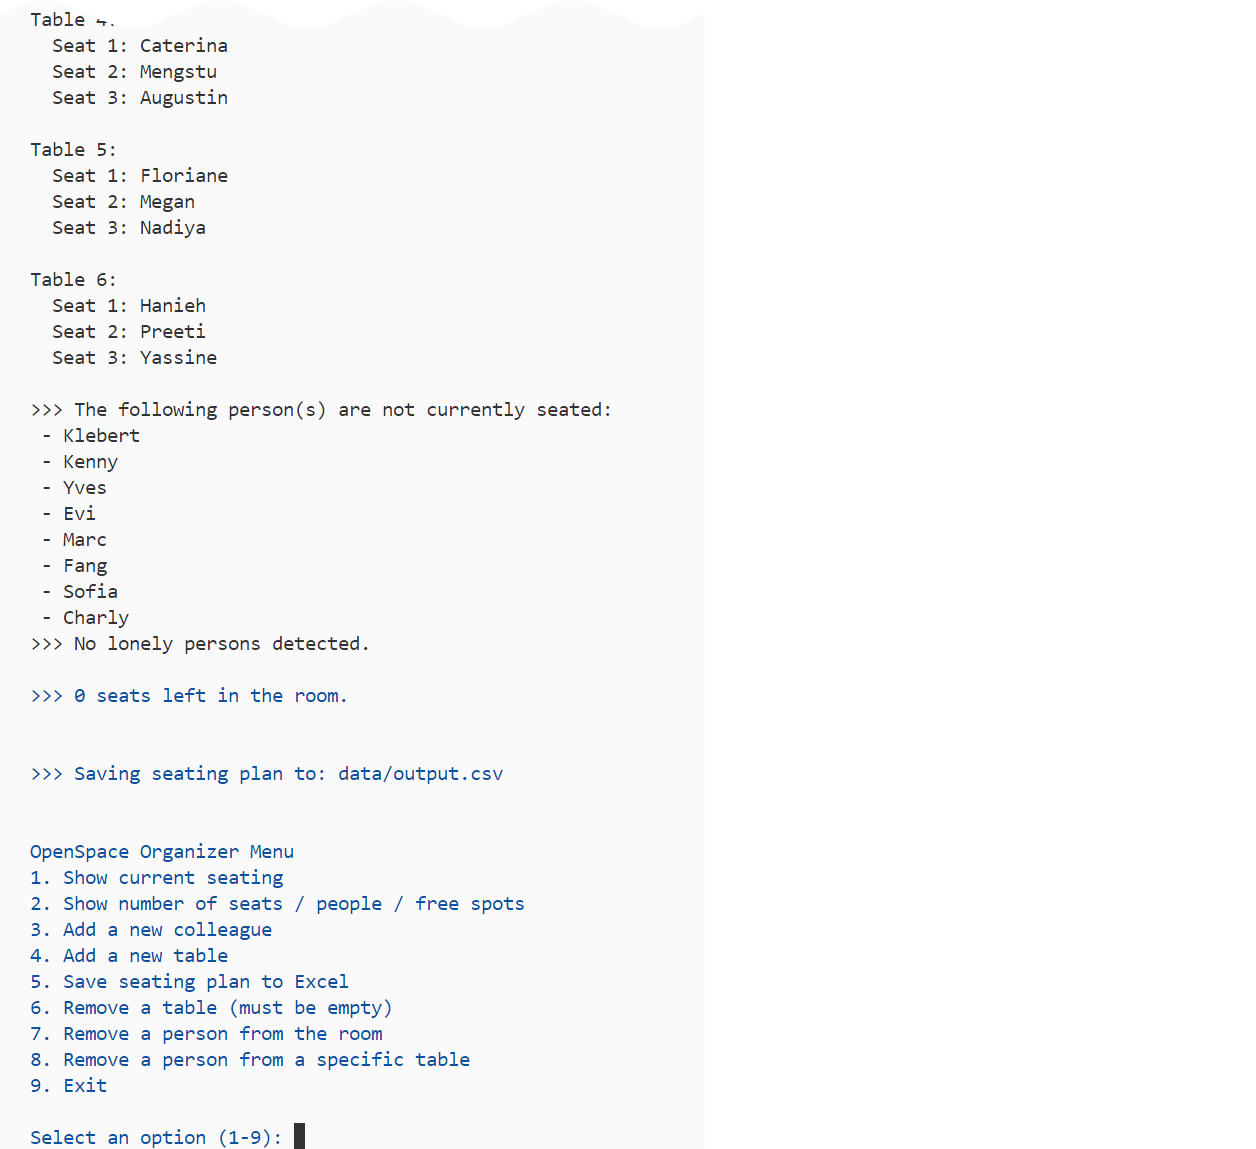 Table 4:
Seat 1: Caterina
Seat 2: Mengstu
Seat 3: Augustin
Table 5:
Seat 1: Floriane
Seat 2: Megan
Seat 3: Nadiya
Table 6:
Seat 1: Hanieh
Seat 2: Preeti
Seat 3: Yassine
>>> The following person(s) are not currently seated:
- Klebert
- Kenny
- Yves
- Evi
- Marc
- Fang
- Sofia
- Charly
>>> No lonely persons detected.
>>> 0 seats left in the room.
>>> Saving seating plan to: data/output.csv
OpenSpace Organizer Menu
1. Show current seating
2. Show number of seats / people / free spots
3. Add a new colleague
4. Add a new table
5. Save seating plan to Excel
6. Remove a table (must be empty)
7. Remove a person from the room
8. Remove a person from a specific table
9. Exit
Select an option (1-9):